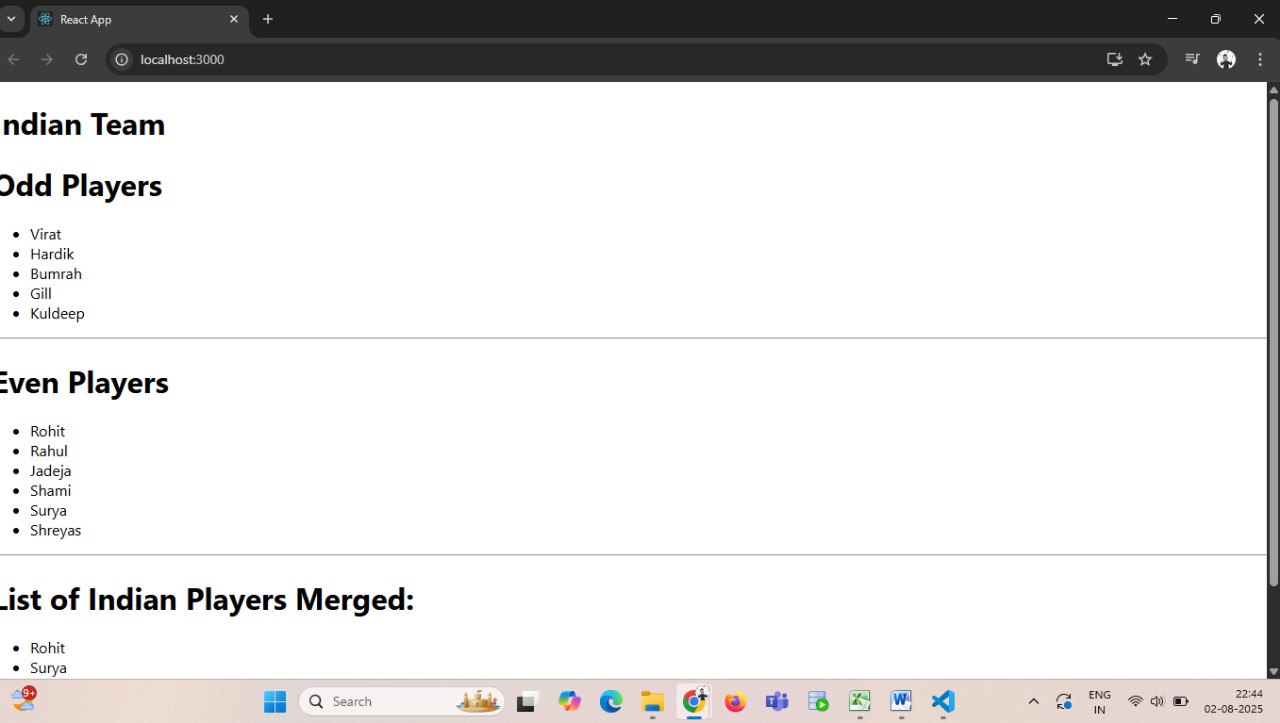 React App
localhost:3000
Indian Team
Odd Players
Virat
Hardik
Bumrah
Gill
Kuldeep
Even Players
Rohit
Rahul
Jadeja
Shami
Surya
Shreyas
List of Indian Players Merged:
Rohit
Surya
9+
Search
ENG
IN
22:44
02-08-2025